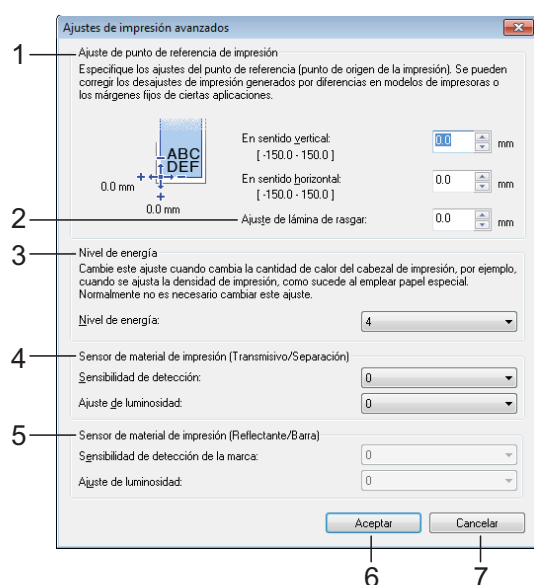 Ajustes de impresión avanzados
1
Ajuste de punto de referencia de impresión
Especifique los ajustes del punto de referencia (punto de origen de la impresión). Se pueden
corregir los desajustes de impresión generados por diferencias en modelos de impresoras o
los márgenes fijos de ciertas aplicaciones.
ABC
DEF
0.0 mm
0.0 mm
En sentido vertical:
0.0
mm
[ -150.0 - 150.0 ]
En sentido horizontal:
0.0
mm
[ -150.0 - 150.0 ]
2
Ajuste de lámina de rasgar:
0.0
mm
3
Nivel de energía
Cambie este ajuste cuando cambia la cantidad de calor del cabezal de impresión, por ejemplo,
cuando se ajusta la densidad de impresión, como sucede al emplear papel especial.
Normalmente no es necesario cambiar este ajuste.
Nivel de energía:
4
4
Sensor de material de impresión (Transmisivo/Separación)
Sensibilidad de detección:
0
Ajuste de luminosidad:
0
5
Sensor de material de impresión (Reflectante/Barra)
Sensibilidad de detección de la marca:
0
Ajuste de luminosidad:
0
Aceptar
Cancelar
6
7